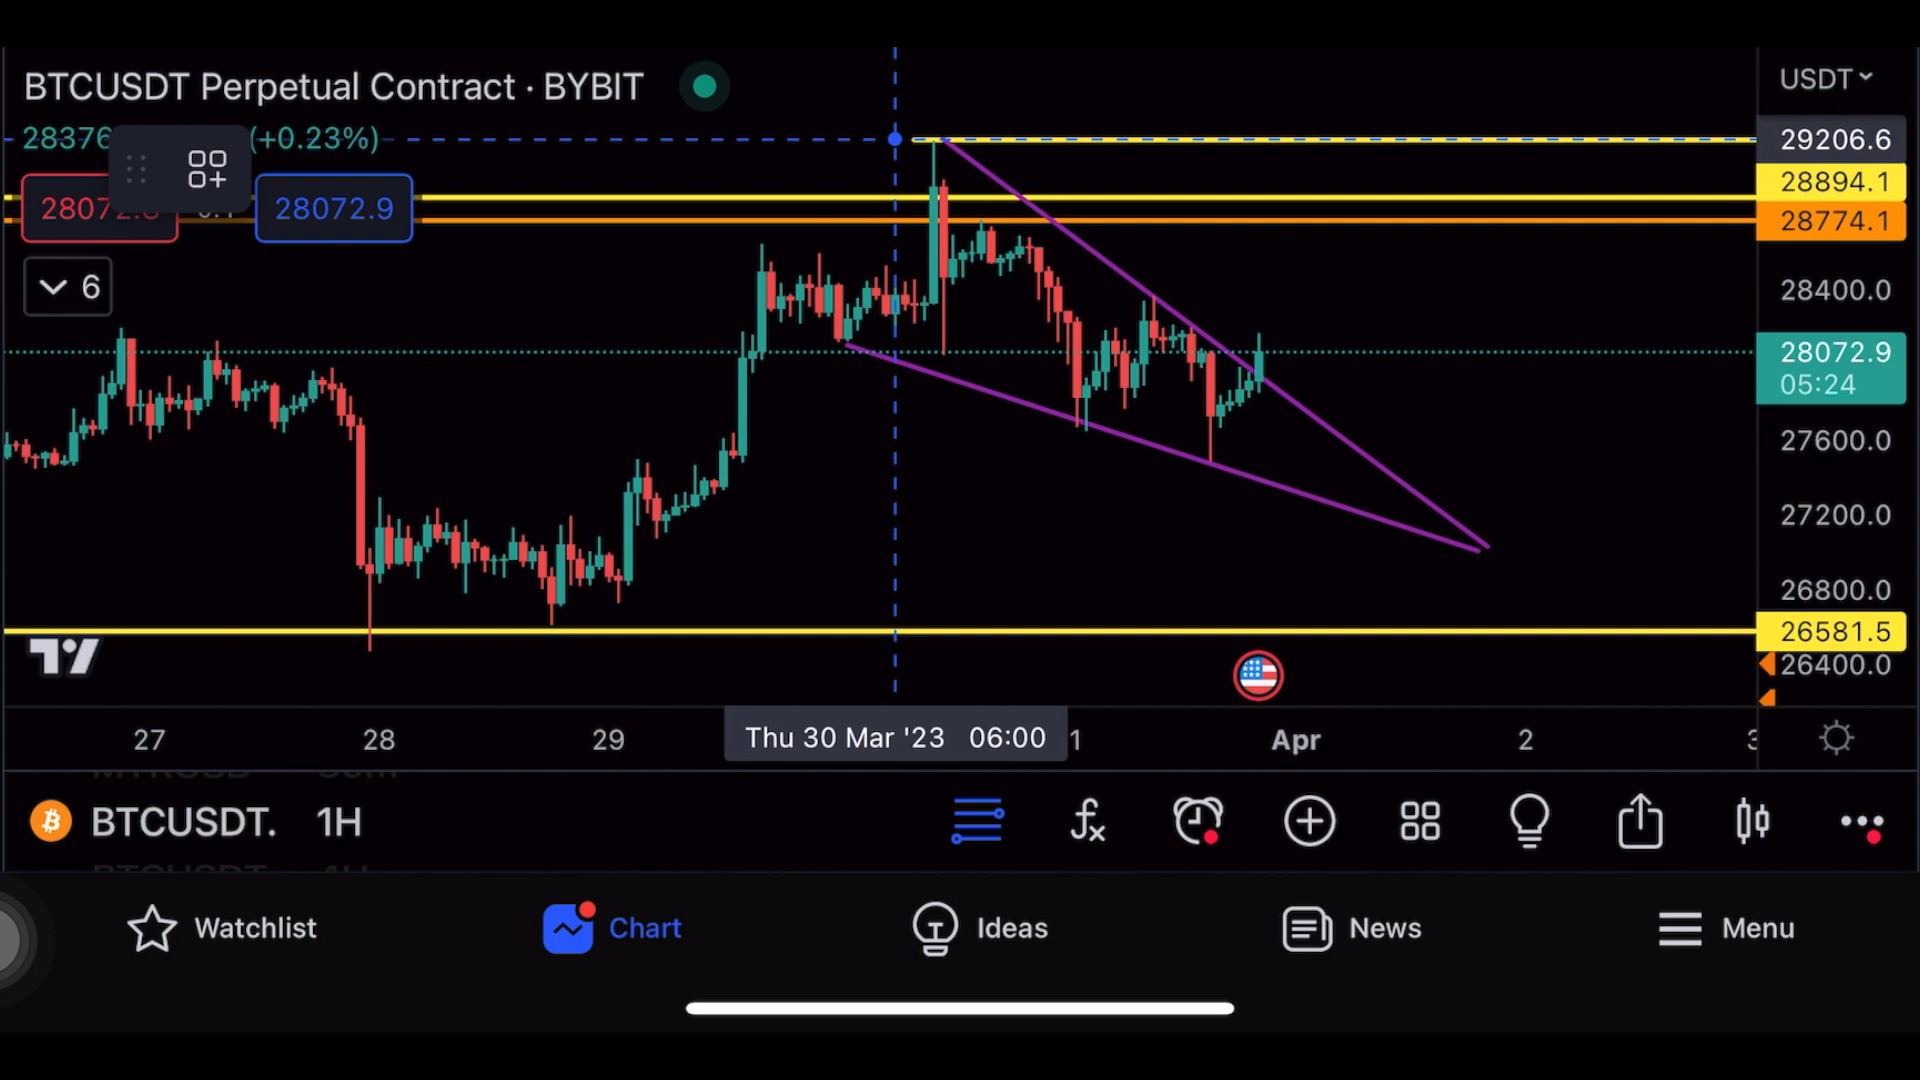 BTCUSDT Perpetual Contract · BYBIT
USDT
28376 (+0.23%)
29206.6
28894.1
28072.9
28774.1
6
28400.0
28072.9
05:24
27600.0
27200.0
26800.0
26581.5
26400.0
27 28 29 Thu 30 Mar '23 06:00 1 Apr 2
BTCUSDT. 1H
Watchlist Chart Ideas News Menu